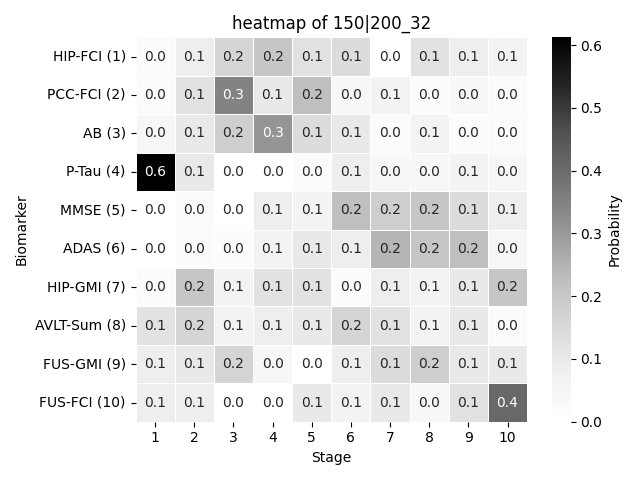 heatmap of 150|200_32
HIP-FCI (1) 0.0 0.1 0.2 0.2 0.1 0.1 0.0 0.1 0.1 0.1
PCC-FCI (2) 0.0 0.1 0.3 0.1 0.2 0.0 0.1 0.0 0.0 0.0
AB (3) 0.0 0.1 0.2 0.3 0.1 0.1 0.0 0.1 0.0 0.0
P-Tau (4) 0.6 0.1 0.0 0.0 0.0 0.1 0.0 0.0 0.1 0.0
MMSE (5) 0.0 0.0 0.0 0.1 0.1 0.2 0.2 0.2 0.1 0.1
ADAS (6) 0.0 0.0 0.0 0.1 0.1 0.1 0.2 0.2 0.2 0.0
HIP-GMI (7) 0.0 0.2 0.1 0.1 0.1 0.0 0.1 0.1 0.1 0.2
AVLT-Sum (8) 0.1 0.2 0.1 0.1 0.1 0.2 0.1 0.1 0.1 0.0
FUS-GMI (9) 0.1 0.1 0.2 0.0 0.0 0.1 0.1 0.2 0.1 0.1
FUS-FCI (10) 0.1 0.1 0.0 0.0 0.1 0.1 0.1 0.0 0.1 0.4
1 2 3 4 5 6 7 8 9 10
Stage
Biomarker
0.6
0.5
0.4
0.3
0.2
0.1
0.0
Probability